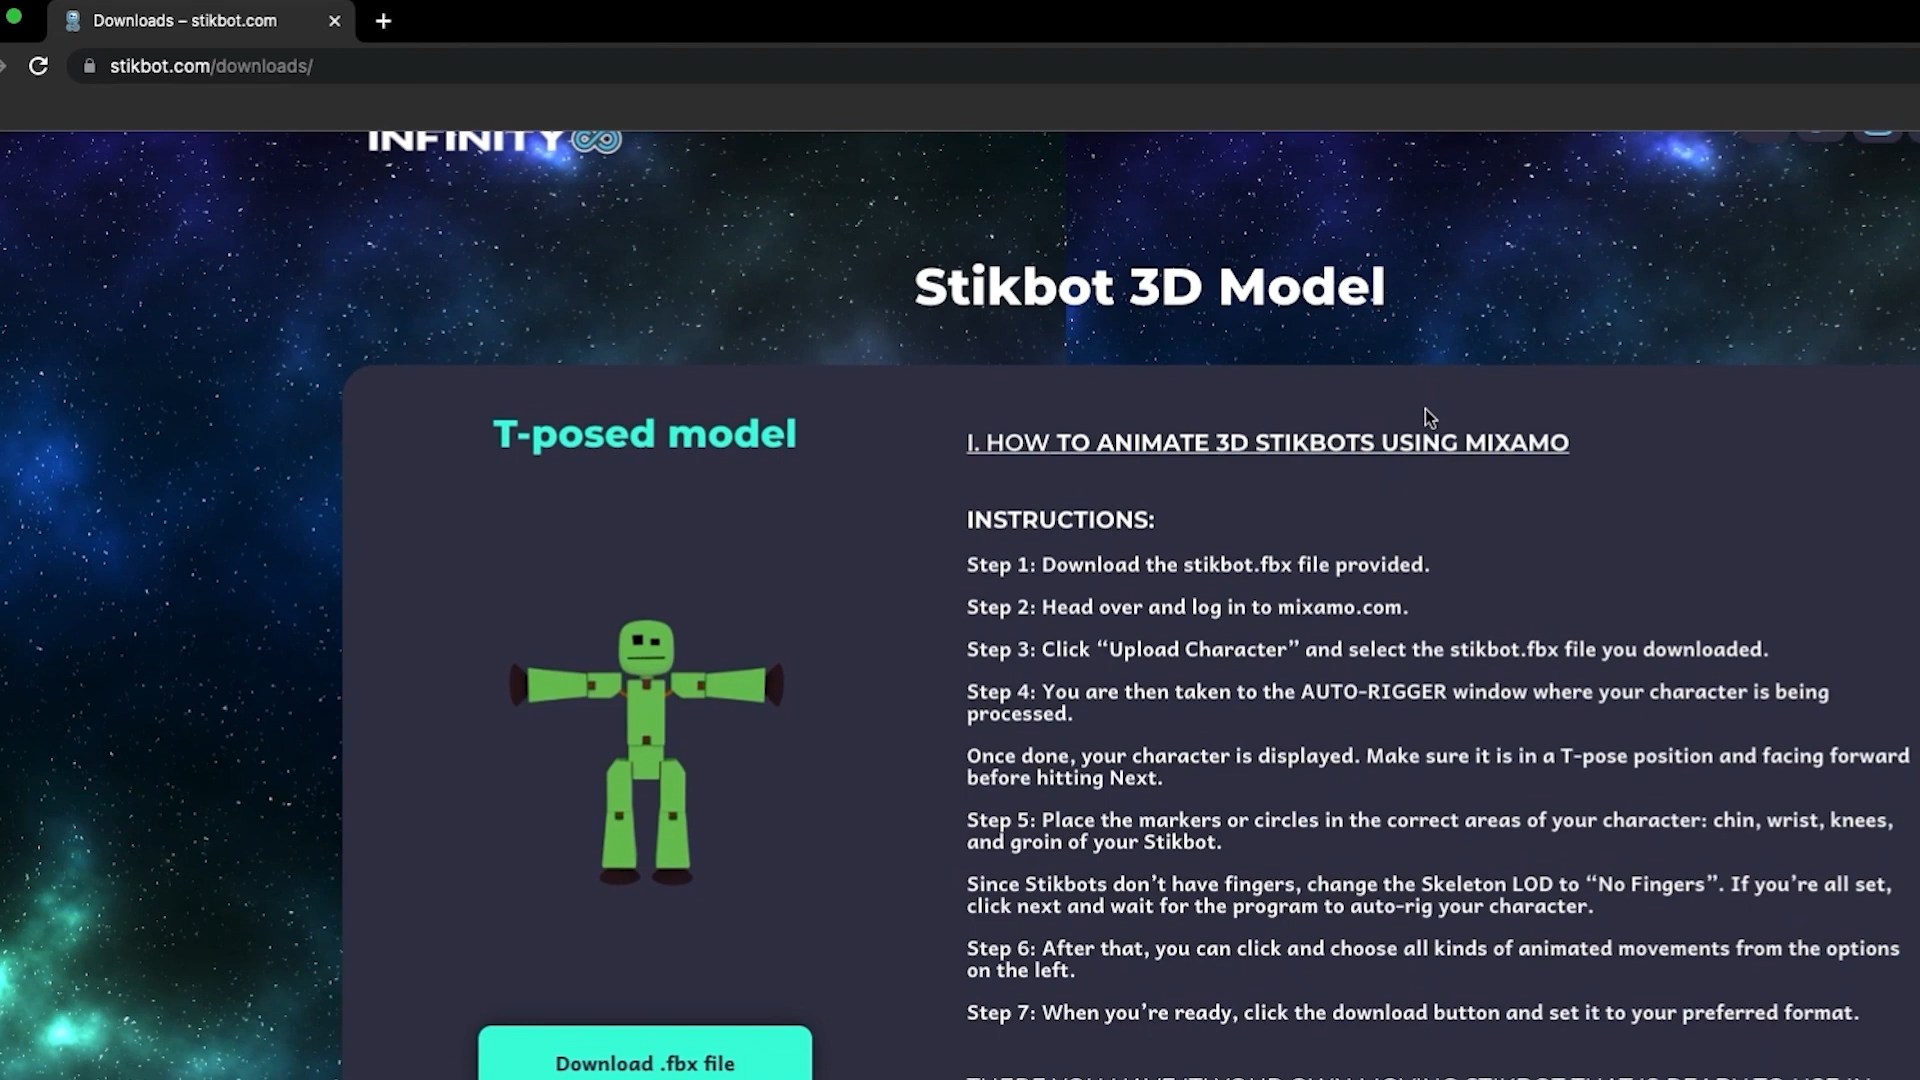 Downloads – stikbot.com
stikbot.com/downloads/
INFINITY
Stikbot 3D Model
T-posed model
I. HOW TO ANIMATE 3D STIKBOTS USING MIXAMO
INSTRUCTIONS:
Step 1: Download the stikbot.fbx file provided.
Step 2: Head over and log in to mixamo.com.
Step 3: Click “Upload Character” and select the stikbot.fbx file you downloaded.
Step 4: You are then taken to the AUTO-RIGGER window where your character is being
processed.
Once done, your character is displayed. Make sure it is in a T-pose position and facing forward
before hitting Next.
Step 5: Place the markers or circles in the correct areas of your character: chin, wrist, knees,
and groin of your Stikbot.
Since Stikbots don’t have fingers, change the Skeleton LOD to “No Fingers”. If you’re all set,
click next and wait for the program to auto-rig your character.
Step 6: After that, you can click and choose all kinds of animated movements from the options
on the left.
Step 7: When you’re ready, click the download button and set it to your preferred format.
Download .fbx file